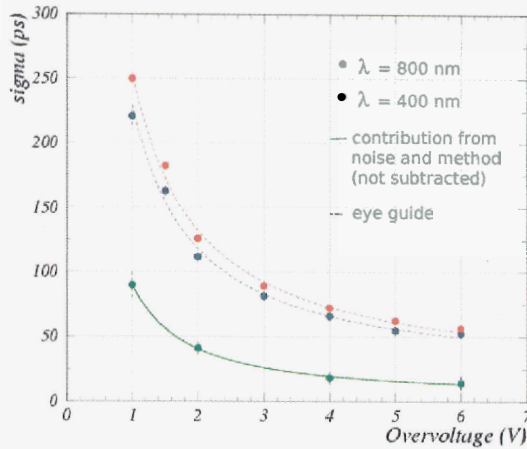 sigma (ps)
300
250
200
150
100
50
0
0 1 2 3 4 5 6 7
Overvoltage (V)
λ = 800 nm
λ = 400 nm
contribution from
noise and method
(not subtracted)
eye guide